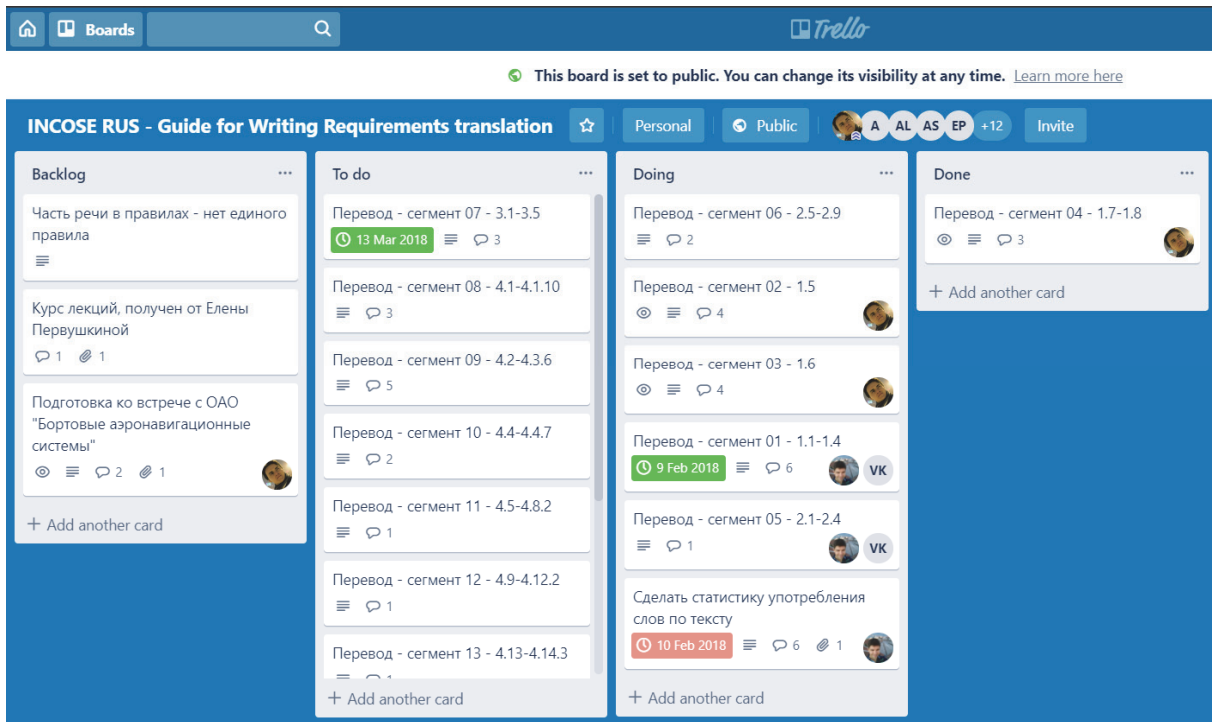 Boards
Trello
This board is set to public. You can change its visibility at any time. Learn more here
INCOSE RUS - Guide for Writing Requirements translation
Personal
Public
A
AL
AS
EP
+12
Invite
Backlog
Часть речи в правилах - нет единого
правила
Курс лекций, получен от Елены
Первушкиной
1 1
Подготовка ко встрече с ОАО
"Бортовые аэронавигационные
системы"
2 1
+ Add another card
To do
Перевод - сегмент 07 - 3.1-3.5
13 Mar 2018 3
Перевод - сегмент 08 - 4.1-4.1.10
3
Перевод - сегмент 09 - 4.2-4.3.6
5
Перевод - сегмент 10 - 4.4-4.4.7
2
Перевод - сегмент 11 - 4.5-4.8.2
1
Перевод - сегмент 12 - 4.9-4.12.2
1
Перевод - сегмент 13 - 4.13-4.14.3
1
+ Add another card
Doing
Перевод - сегмент 06 - 2.5-2.9
2
Перевод - сегмент 02 - 1.5
4
Перевод - сегмент 03 - 1.6
4
Перевод - сегмент 01 - 1.1-1.4
9 Feb 2018 6 VK
Перевод - сегмент 05 - 2.1-2.4
1 VK
Сделать статистику употребления
слов по тексту
10 Feb 2018 6 1
+ Add another card
Done
Перевод - сегмент 04 - 1.7-1.8
3
+ Add another card